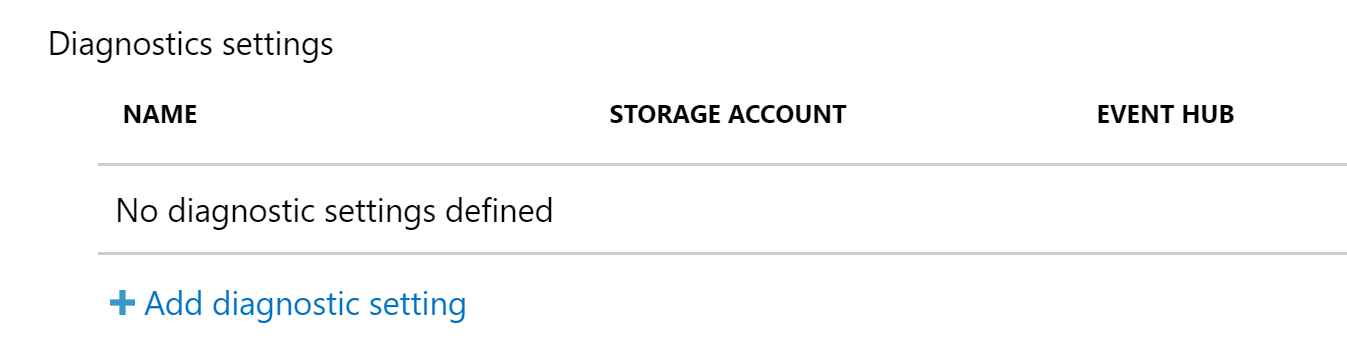 Diagnostics settings
NAME STORAGE ACCOUNT EVENT HUB
No diagnostic settings defined
+ Add diagnostic setting